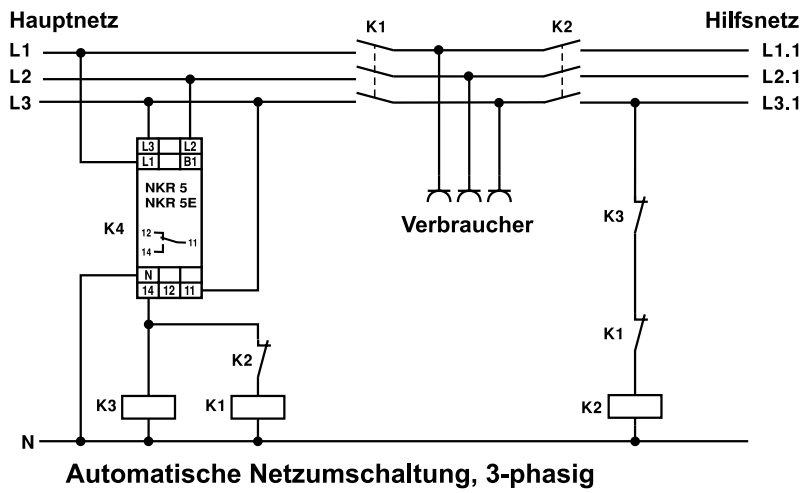 Hauptnetz K1 K2 Hilfsnetz
L1 L1.1
L2 L2.1
L3 L3.1
L3 L2
L1 B1
NKR 5
NKR 5E
K4
12 11
14
N
14 12 11
Verbraucher
K3
K1
K2
K3 K1 K2
N
Automatische Netzumschaltung, 3-phasig